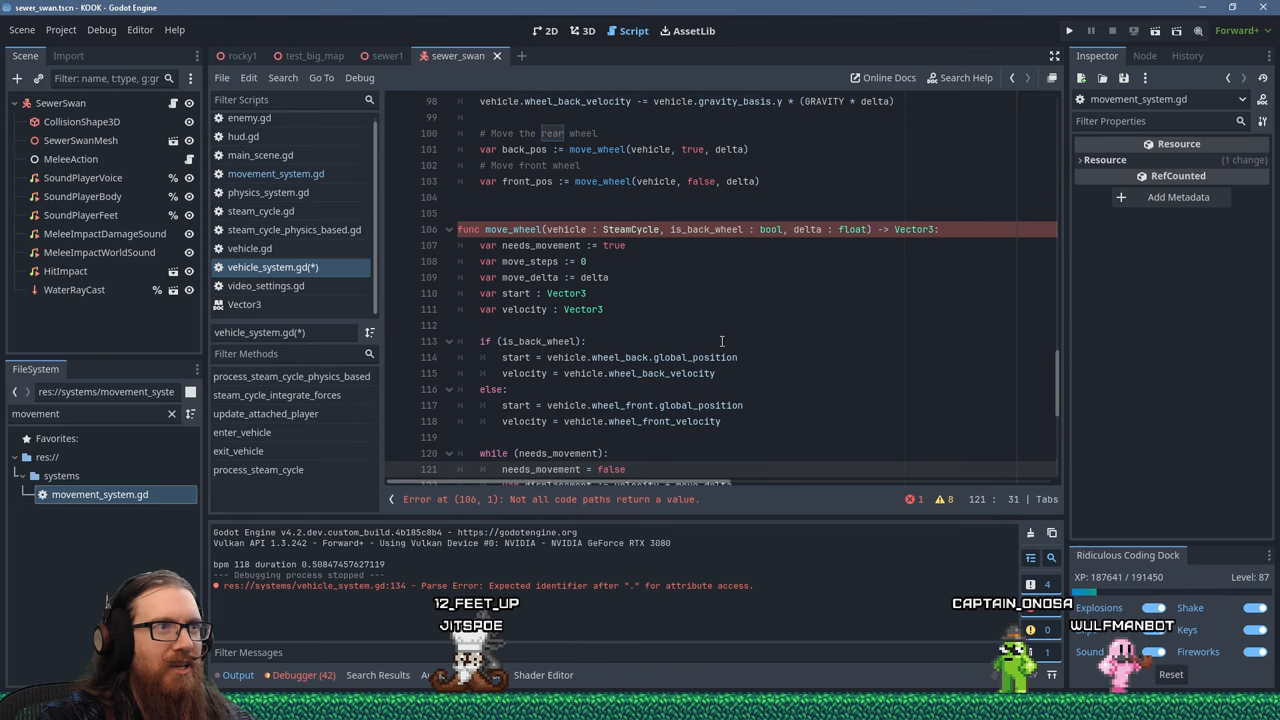 sewer_swan.tscn - KOOK - Godot Engine
Scene Project Debug Editor Help
2D 3D Script AssetLib
Forward+
Scene Import
rocky1 test_big_map sewer1 sewer_swan
Inspector Node History
Filter: name, t:type, g:gr
File Edit Search Go To Debug
Online Docs Search Help
SewerSwan
CollisionShape3D
SewerSwanMesh
MeleeAction
SoundPlayerVoice
SoundPlayerBody
SoundPlayerFeet
MeleeImpactDamageSound
MeleeImpactWorldSound
HitImpact
WaterRayCast
FileSystem
res://systems/movement_syste
movement
Favorites:
res://
systems
movement_system.gd
Filter Scripts
enemy.gd
hud.gd
main_scene.gd
movement_system.gd
physics_system.gd
steam_cycle.gd
steam_cycle_physics_based.gd
vehicle.gd
vehicle_system.gd(*)
video_settings.gd
Vector3
vehicle_system.gd(*)
Filter Methods
process_steam_cycle_physics_based
steam_cycle_integrate_forces
update_attached_player
enter_vehicle
exit_vehicle
process_steam_cycle
98 vehicle.wheel_back_velocity -= vehicle.gravity_basis.y * (GRAVITY * delta)
99
100 # Move the rear wheel
101 var back_pos := move_wheel(vehicle, true, delta)
102 # Move front wheel
103 var front_pos := move_wheel(vehicle, false, delta)
104
105
106 func move_wheel(vehicle : SteamCycle, is_back_wheel : bool, delta : float) -> Vector3:
107 var needs_movement := true
108 var move_steps := 0
109 var move_delta := delta
110 var start : Vector3
111 var velocity : Vector3
112
113 if (is_back_wheel):
114 start = vehicle.wheel_back.global_position
115 velocity = vehicle.wheel_back_velocity
116 else:
117 start = vehicle.wheel_front.global_position
118 velocity = vehicle.wheel_front_velocity
119
120 while (needs_movement):
121 needs_movement = false
Error at (106, 1): Not all code paths return a value.
1 8 121 : 31 Tabs
Godot Engine v4.2.dev.custom_build.4b185c8b4 - https://godotengine.org
Vulkan API 1.3.242 - Forward+ - Using Vulkan Device #0: NVIDIA - NVIDIA GeForce RTX 3080
bpm 118 duration 0.50847457627119
--- Debugging process stopped ---
res://systems/vehicle_system.gd:134 - Parse Error: Expected identifier after "." for attribute access.
Filter Messages
4
0
1
Output Debugger (42) Search Results Shader Editor
movement_system.gd
Filter Properties
Resource
Resource (1 change)
RefCounted
Add Metadata
Ridiculous Coding Dock
XP: 187641 / 191450 Level: 87
Explosions Shake
Keys
Sound Fireworks
Reset
12_FEET_UP
JITSPOE
CAPTAIN_ONOSA
WULFMANBOT